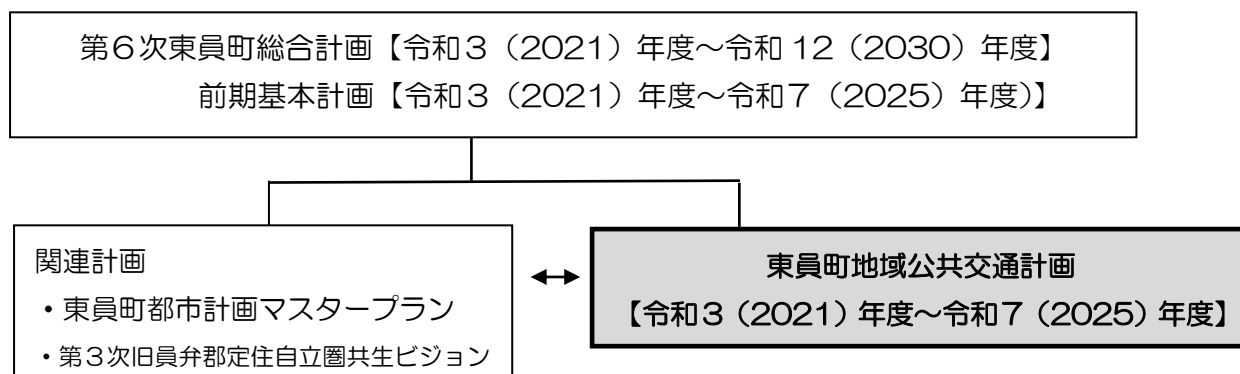 第6次東員町総合計画【令和3（2021）年度～令和12（2030）年度】
前期基本計画【令和3（2021）年度～令和7（2025）年度）】
関連計画
・東員町都市計画マスタープラン
・第3次旧員弁郡定住自立圏共生ビジョン
東員町地域公共交通計画
【令和3（2021）年度～令和7（2025）年度】